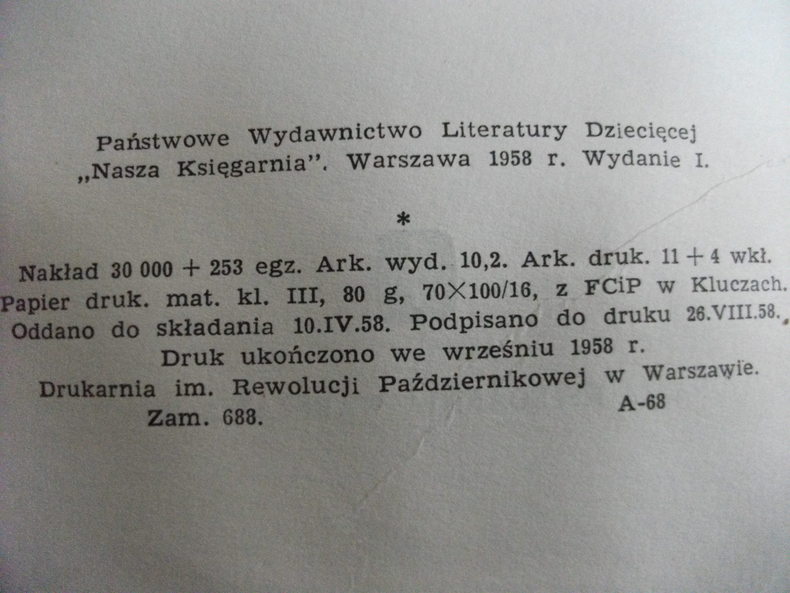 Państwowe Wydawnictwo Literatury Dziecięcej
„Nasza Księgarnia”. Warszawa 1958 r. Wydanie I.
*
Nakład 30 000 + 253 egz. Ark. wyd. 10,2. Ark. druk. 11 + 4 wkł.
Papier druk. mat. kl. III, 80 g, 70×100/16, z FCiP w Kluczach.
Oddano do składania 10.IV.58. Podpisano do druku 26.VIII.58.
Druk ukończono we wrześniu 1958 r.
Drukarnia im. Rewolucji Październikowej w Warszawie.
Zam. 688. A-68